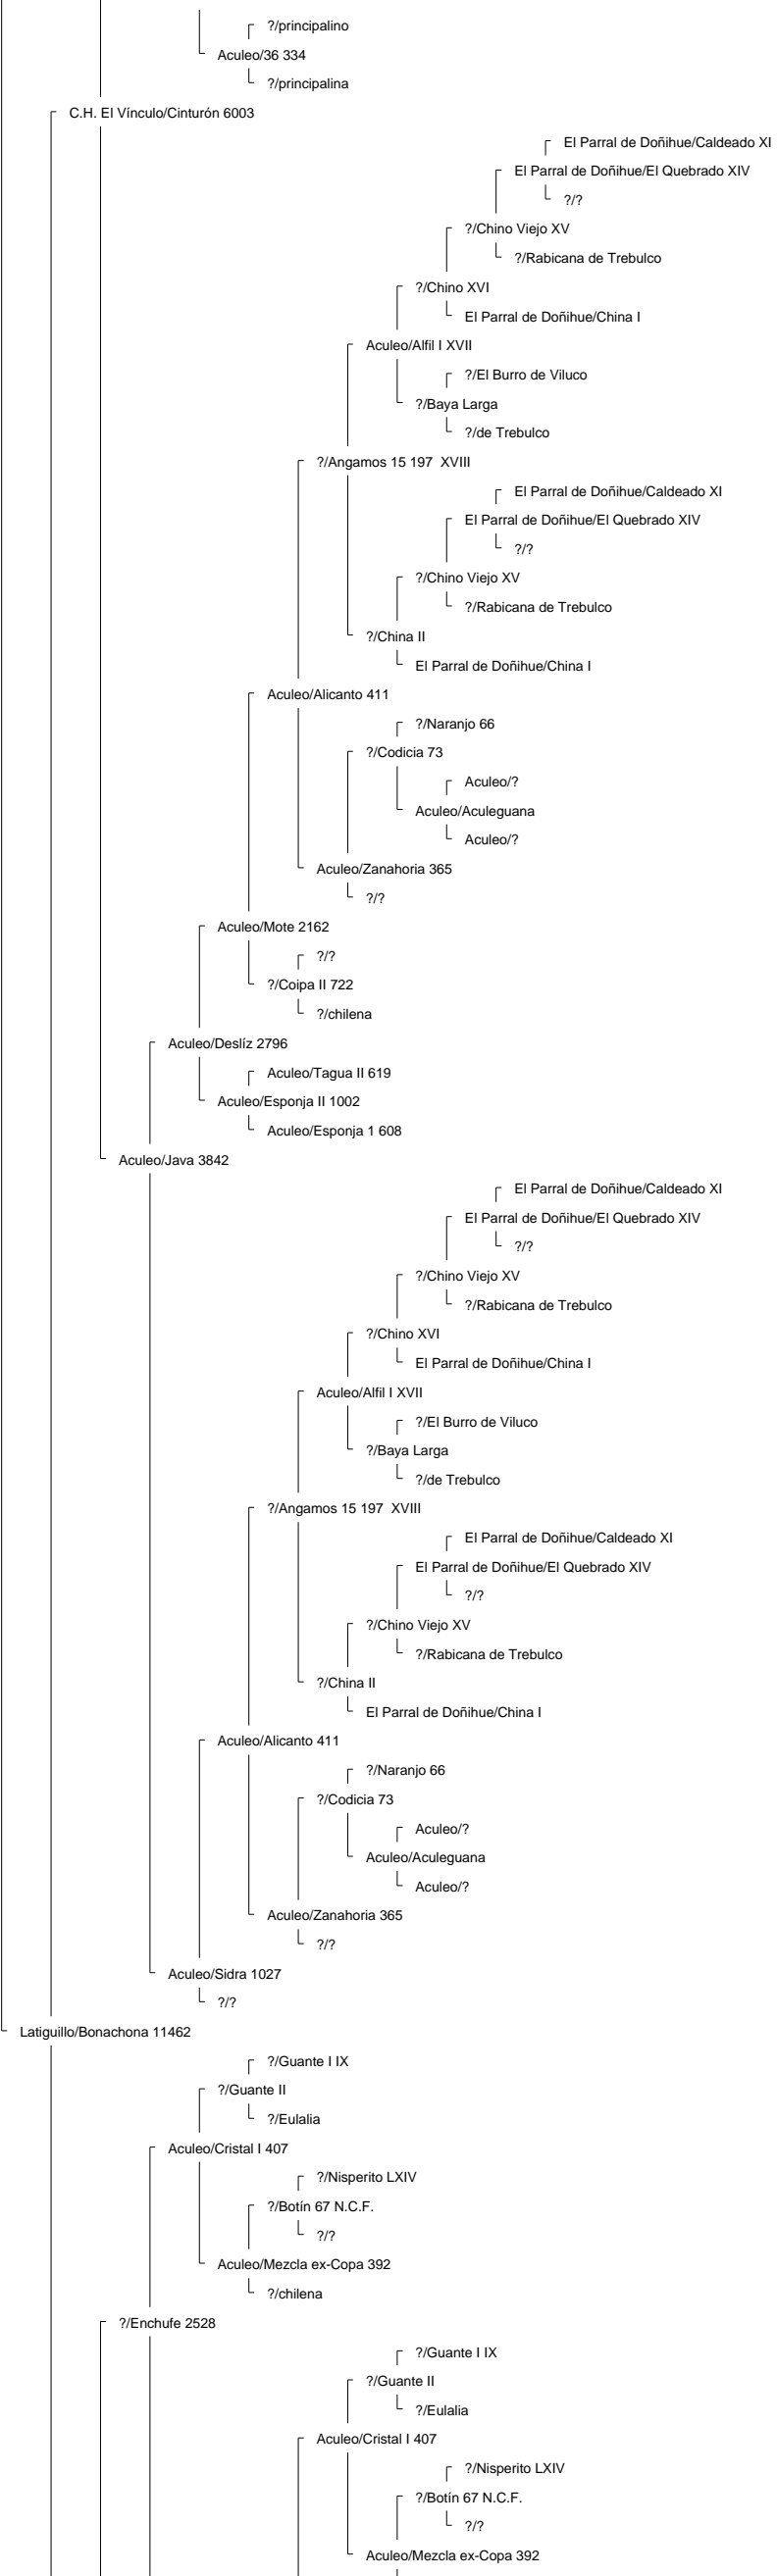 ?/principalino
Aculeo/36 334
?/principalina
C.H. El Vínculo/Cinturón 6003
El Parral de Doñihue/Caldeado XI
El Parral de Doñihue/El Quebrado XIV
?/?
?/Chino Viejo XV
?/Rabicana de Trebulco
?/Chino XVI
El Parral de Doñihue/China I
Aculeo/Alfil I XVII
?/El Burro de Viluco
?/Baya Larga
?/de Trebulco
?/Angamos 15 197  XVIII
El Parral de Doñihue/Caldeado XI
El Parral de Doñihue/El Quebrado XIV
?/?
?/Chino Viejo XV
?/Rabicana de Trebulco
?/China II
El Parral de Doñihue/China I
Aculeo/Alicanto 411
?/Naranjo 66
?/Codicia 73
Aculeo/?
Aculeo/Aculeguana
Aculeo/?
Aculeo/Zanahoria 365
?/?
Aculeo/Mote 2162
?/?
?/Coipa II 722
?/chilena
Aculeo/Deslíz 2796
Aculeo/Tagua II 619
Aculeo/Esponja II 1002
Aculeo/Esponja 1 608
Aculeo/Java 3842
El Parral de Doñihue/Caldeado XI
El Parral de Doñihue/El Quebrado XIV
?/?
?/Chino Viejo XV
?/Rabicana de Trebulco
?/Chino XVI
El Parral de Doñihue/China I
Aculeo/Alfil I XVII
?/El Burro de Viluco
?/Baya Larga
?/de Trebulco
?/Angamos 15 197  XVIII
El Parral de Doñihue/Caldeado XI
El Parral de Doñihue/El Quebrado XIV
?/?
?/Chino Viejo XV
?/Rabicana de Trebulco
?/China II
El Parral de Doñihue/China I
Aculeo/Alicanto 411
?/Naranjo 66
?/Codicia 73
Aculeo/?
Aculeo/Aculeguana
Aculeo/?
Aculeo/Zanahoria 365
?/?
Aculeo/Sidra 1027
?/?
Latiguillo/Bonachona 11462
?/Guante I IX
?/Guante II
?/Eulalia
Aculeo/Cristal I 407
?/Nisperito LXIV
?/Botín 67 N.C.F.
?/?
Aculeo/Mezcla ex-Copa 392
?/chilena
?/Enchufe 2528
?/Guante I IX
?/Guante II
?/Eulalia
Aculeo/Cristal I 407
?/Nisperito LXIV
?/Botín 67 N.C.F.
?/?
Aculeo/Mezcla ex-Copa 392